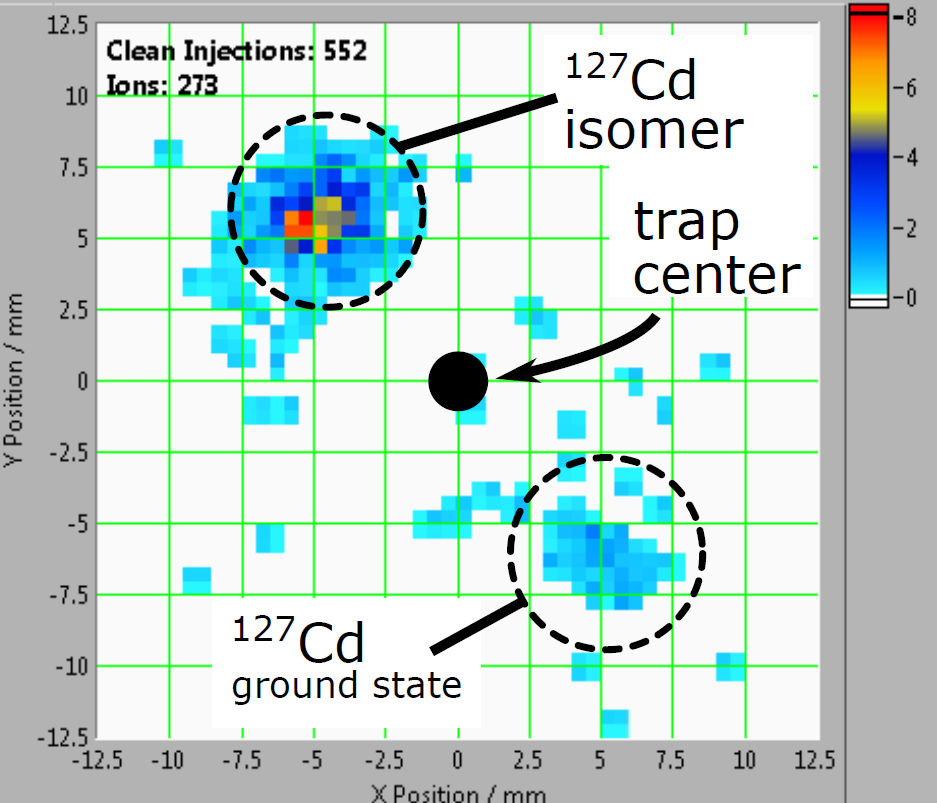 Clean Injections: 552
Ions: 273
127Cd
isomer
trap
center
127Cd
ground state
12.5
10
7.5
5
2.5
0
-2.5
-5
-7.5
-10
-12.5
Y Position / mm
-12.5 -10 -7.5 -5 -2.5 0 2.5 5 7.5 10 12.5
X Position / mm
8
6
4
2
0